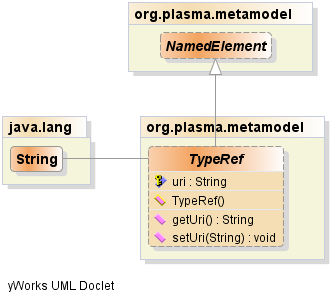 org.plasma.metamodel
NamedElement
java.lang
String
org.plasma.metamodel
TypeRef
uri : String
TypeRef()
getUri() : String
setUri(String) : void
yWorks UML Doclet